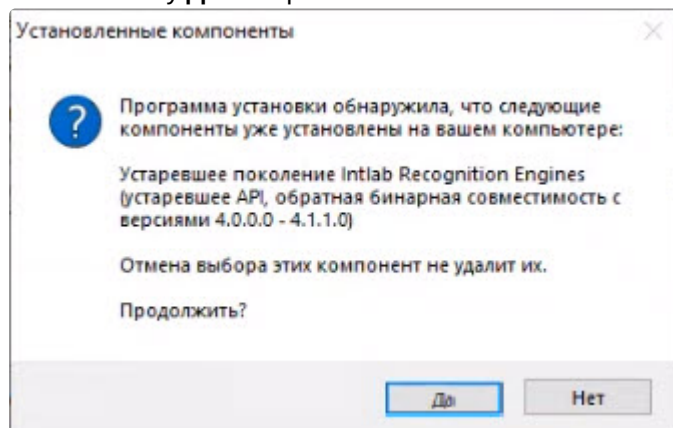 Установленные компоненты
Программа установки обнаружила, что следующие
компоненты уже установлены на вашем компьютере:
Устаревшее поколение Intlab Recognition Engines
(устаревшее API, обратная бинарная совместимость с
версиями 4.0.0.0 - 4.1.1.0)
Отмена выбора этих компонент не удалит их.
Продолжить?
Да Нет